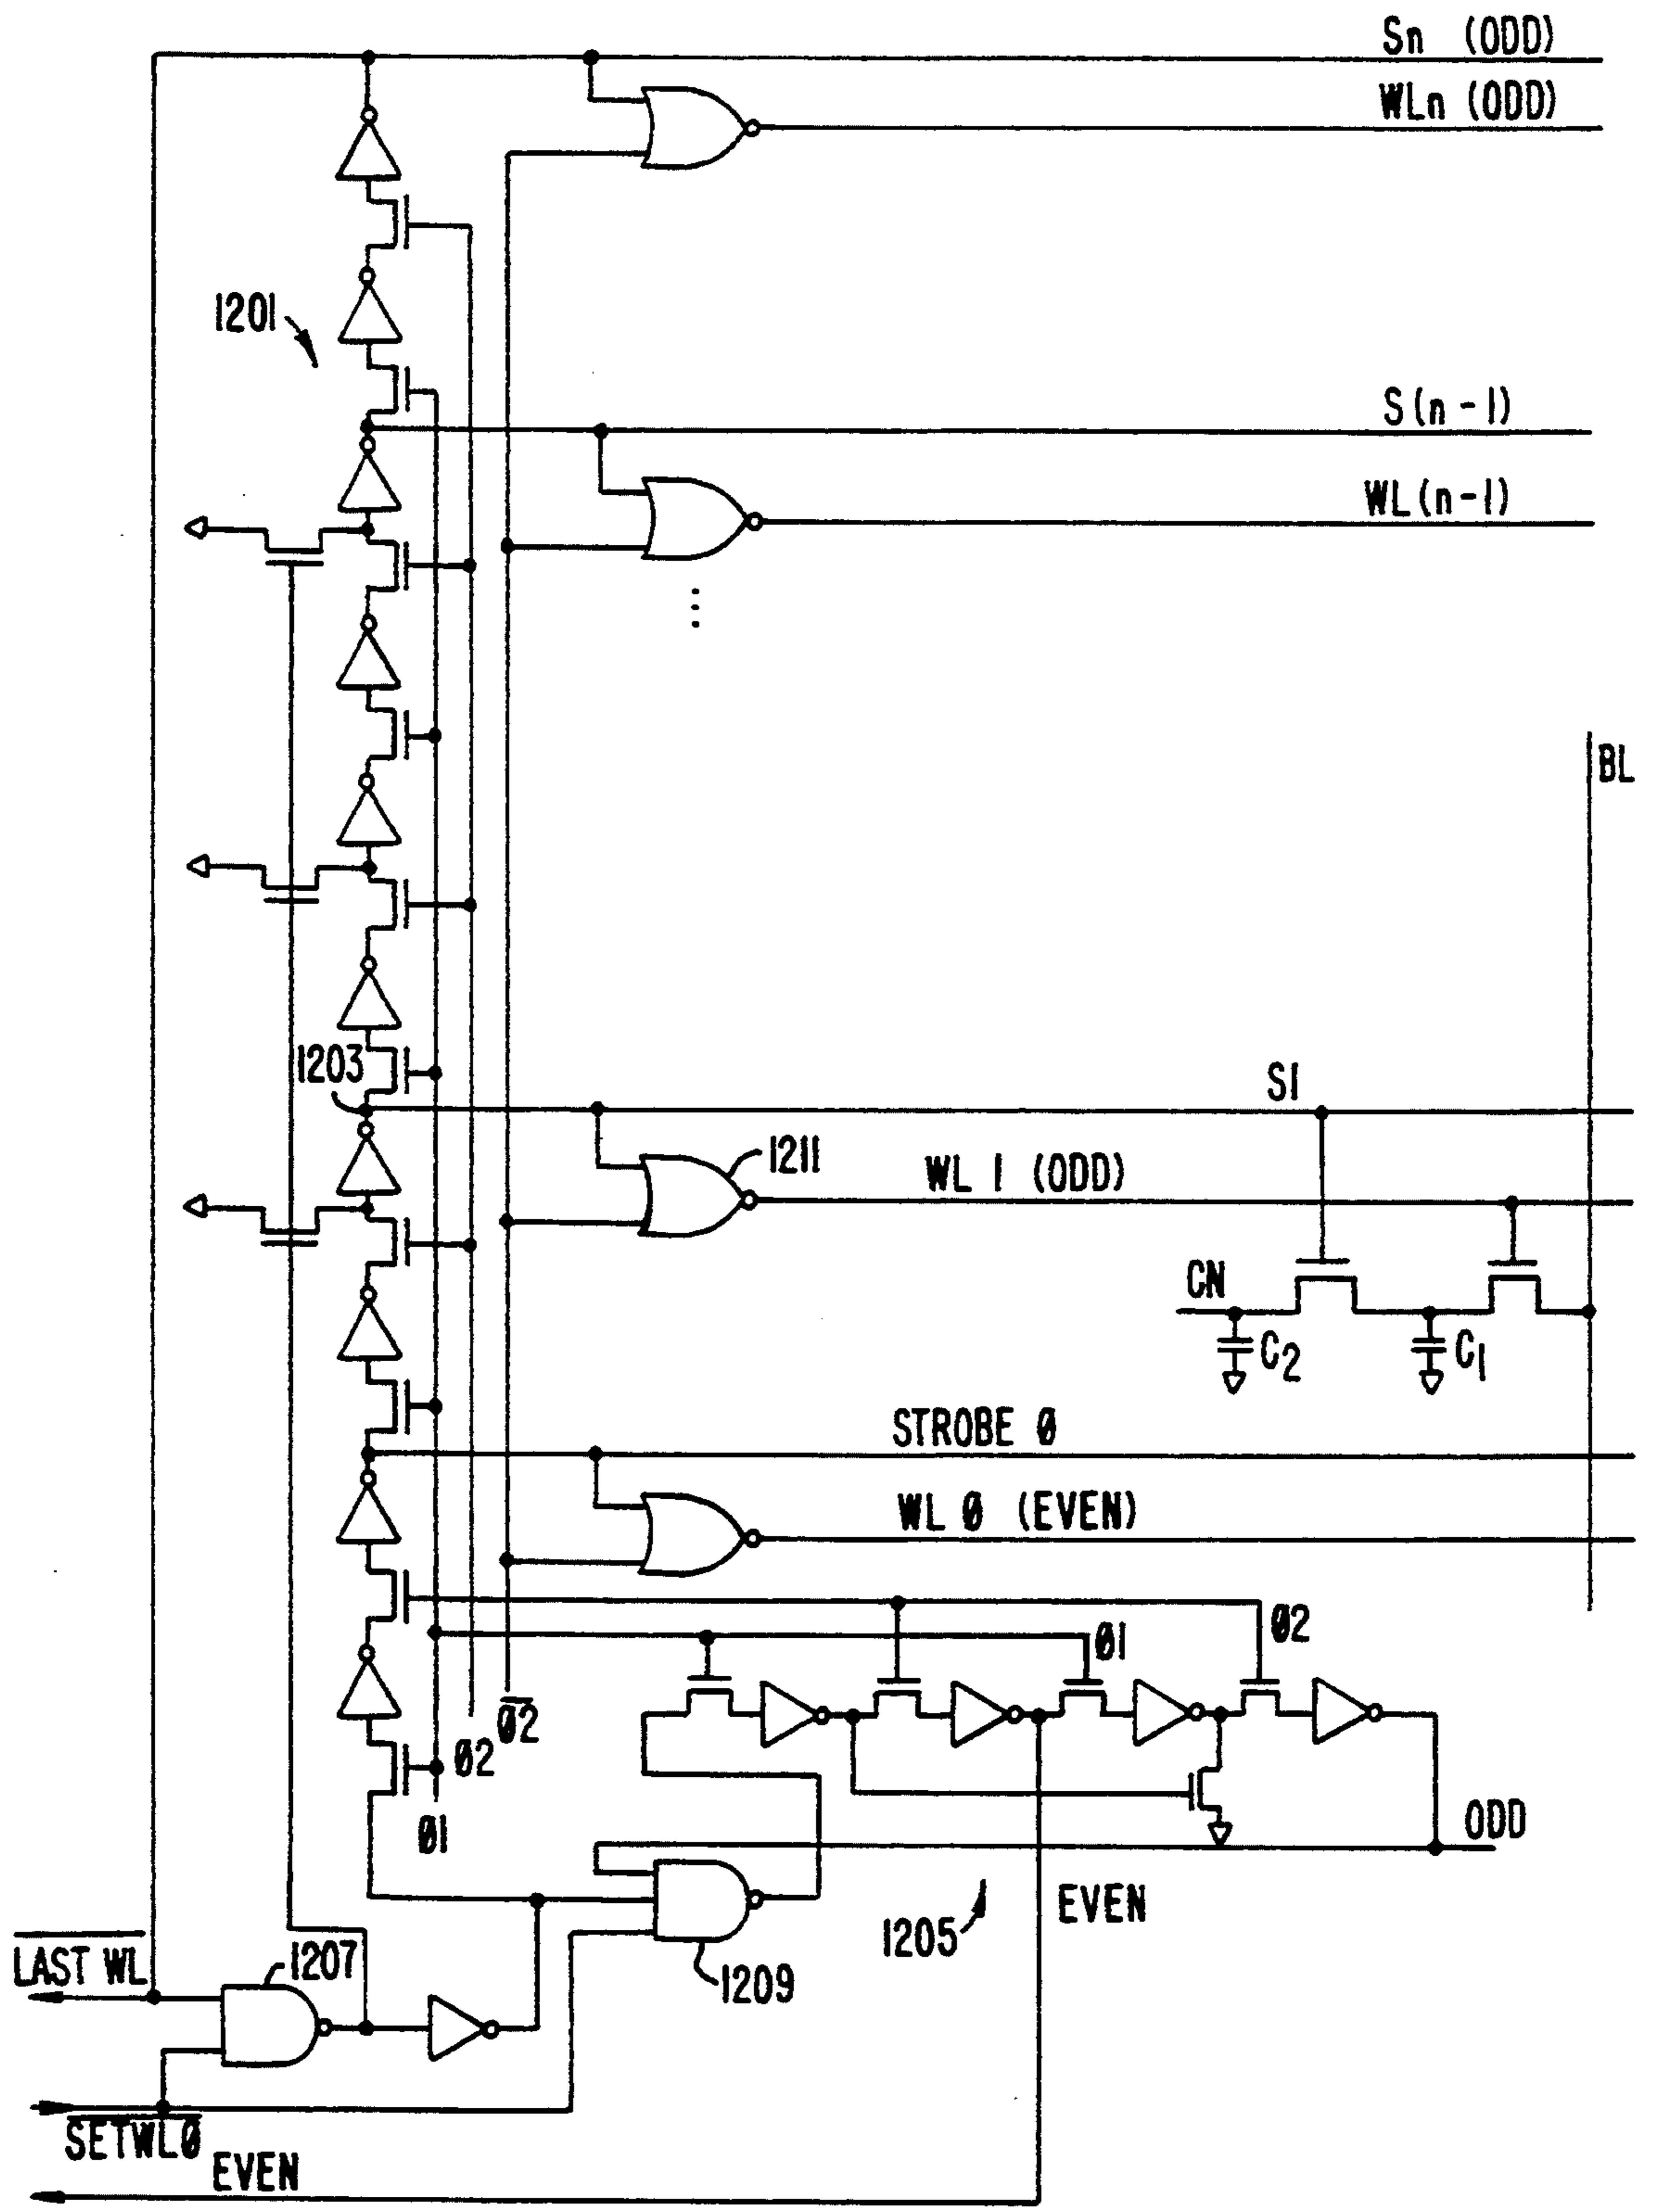 Sn (ODD)
WLn (ODD)
1201
S(n-1)
WL(n-1)
BL
1203
S1
1211
WL 1 (ODD)
CN
C2
C1
STROBE Ø
WL Ø (EVEN)
Ø1
Ø2
Ø2
Ø2
Ø1
ODD
EVEN
1205
LAST WL
1207
1209
SETWLØ
EVEN